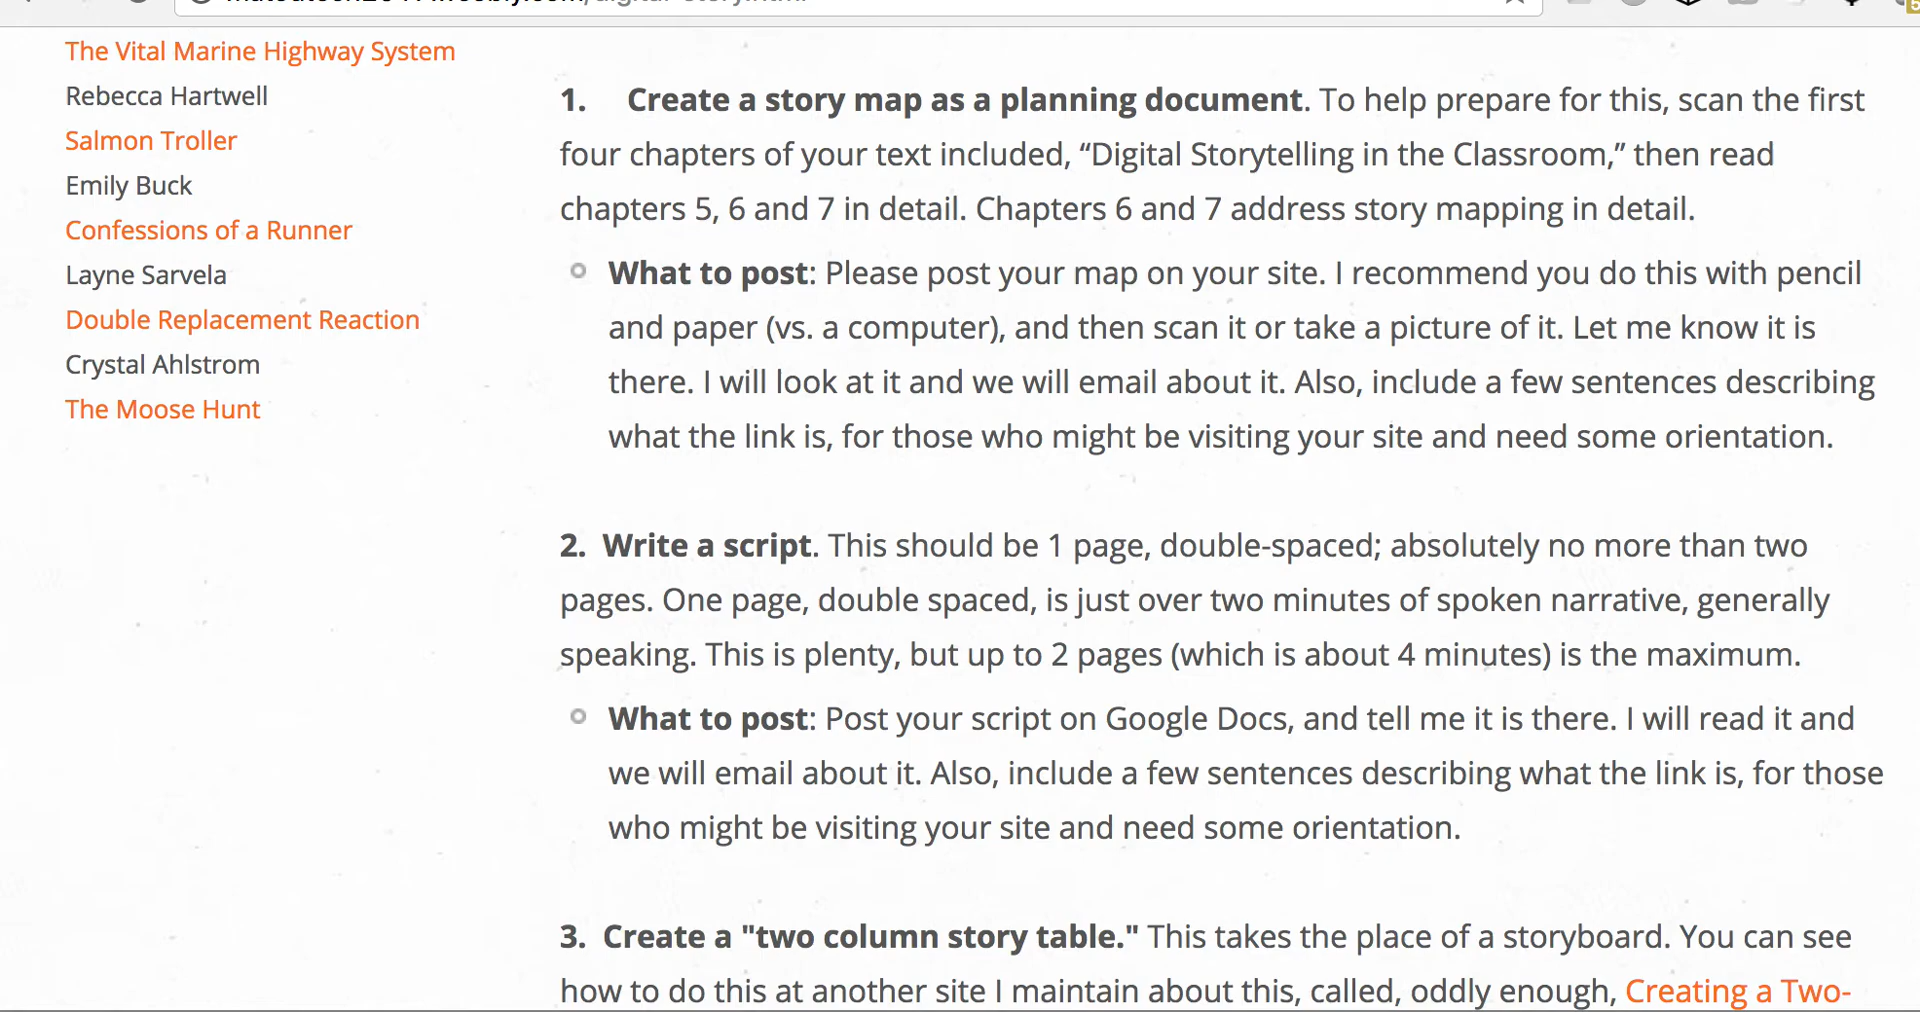 The Vital Marine Highway System
Rebecca Hartwell
Salmon Troller
Emily Buck
Confessions of a Runner
Layne Sarvela
Double Replacement Reaction
Crystal Ahlstrom
The Moose Hunt
1. Create a story map as a planning document. To help prepare for this, scan the first
four chapters of your text included, “Digital Storytelling in the Classroom,” then read
chapters 5, 6 and 7 in detail. Chapters 6 and 7 address story mapping in detail.
What to post: Please post your map on your site. I recommend you do this with pencil
and paper (vs. a computer), and then scan it or take a picture of it. Let me know it is
there. I will look at it and we will email about it. Also, include a few sentences describing
what the link is, for those who might be visiting your site and need some orientation.
2. Write a script. This should be 1 page, double-spaced; absolutely no more than two
pages. One page, double spaced, is just over two minutes of spoken narrative, generally
speaking. This is plenty, but up to 2 pages (which is about 4 minutes) is the maximum.
What to post: Post your script on Google Docs, and tell me it is there. I will read it and
we will email about it. Also, include a few sentences describing what the link is, for those
who might be visiting your site and need some orientation.
3. Create a "two column story table." This takes the place of a storyboard. You can see
how to do this at another site I maintain about this, called, oddly enough, Creating a Two-